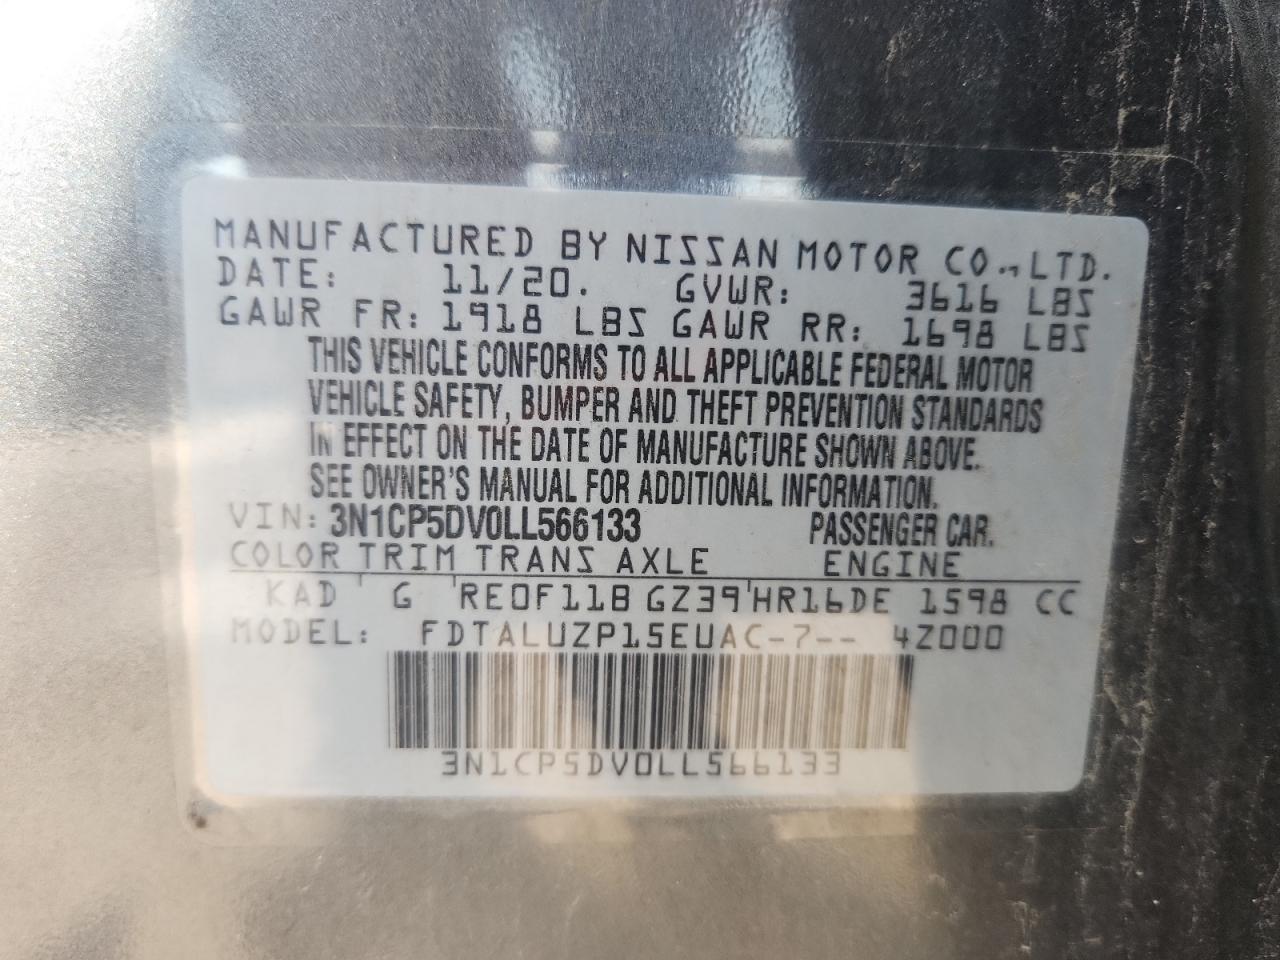 MANUFACTURED BY NISSAN MOTOR CO., LTD.
DATE: 11/20. GVWR: 3616 LBS
GAWR FR: 1918 LBS GAWR RR: 1698 LBS
THIS VEHICLE CONFORMS TO ALL APPLICABLE FEDERAL MOTOR
VEHICLE SAFETY, BUMPER AND THEFT PREVENTION STANDARDS
IN EFFECT ON THE DATE OF MANUFACTURE SHOWN ABOVE.
SEE OWNER'S MANUAL FOR ADDITIONAL INFORMATION.
VIN: 3N1CP5DV0LL566133 PASSENGER CAR.
COLOR TRIM TRANS AXLE ENGINE
KAD G RE0F11B GZ39 HR16DE 1598 CC
MODEL: FDTALUZP15EUAC-7-- 4Z000
3N1CP5DV0LL566133